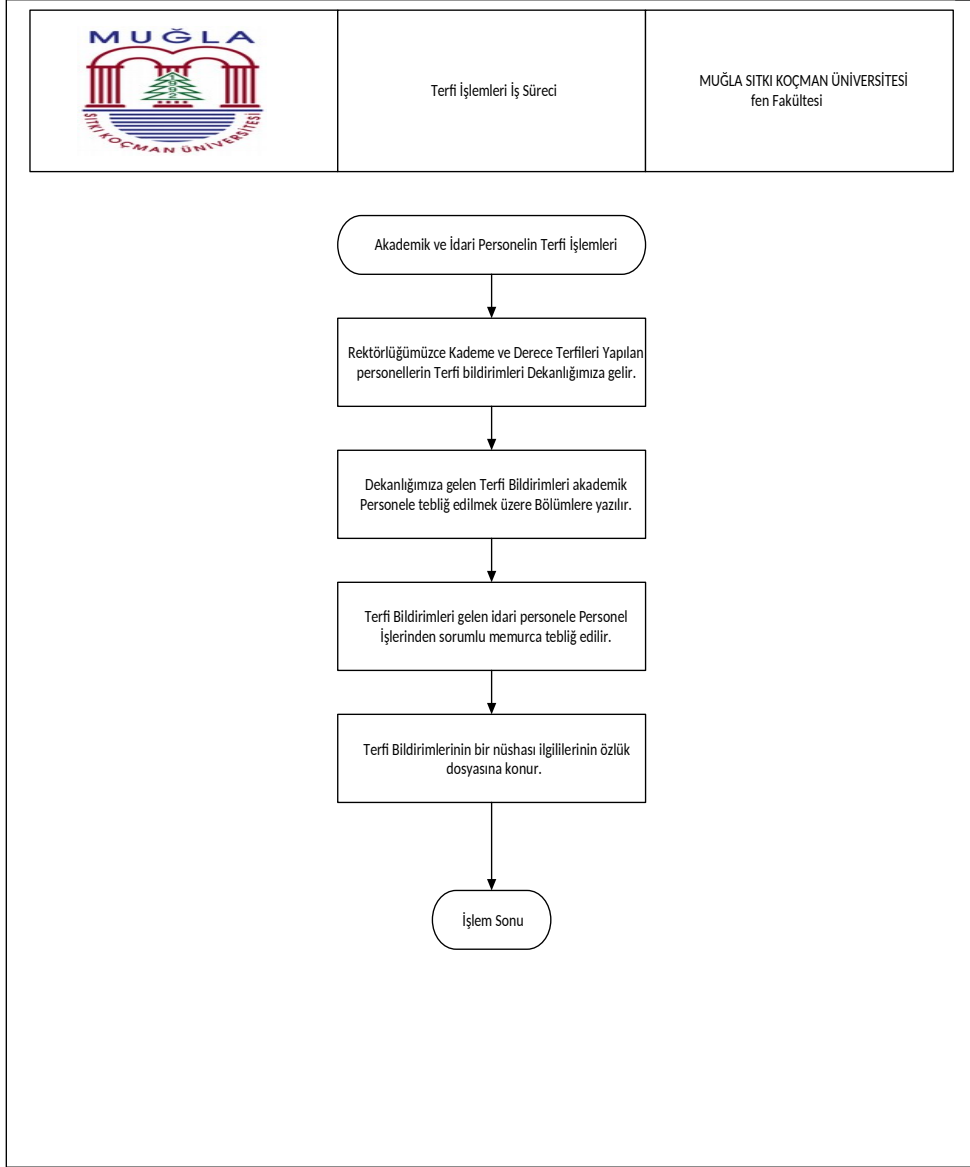 MUĞLA
1992
SITKI KOÇMAN ÜNİVERSİTESİ
Terfi İşlemleri İş Süreci
MUĞLA SITKI KOÇMAN ÜNİVERSİTESİ
fen Fakültesi
Akademik ve İdari Personelin Terfi İşlemleri
Rektörlüğümüzce Kademe ve Derece Terfileri Yapılan
personellerin Terfi bildirimleri Dekanlığımıza gelir.
Dekanlığımıza gelen Terfi Bildirimleri akademik
Personele tebliğ edilmek üzere Bölümlere yazılır.
Terfi Bildirimleri gelen idari personele Personel
İşlerinden sorumlu memurca tebliğ edilir.
Terfi Bildirimlerinin bir nüshası ilgililerinin özlük
dosyasına konur.
İşlem Sonu